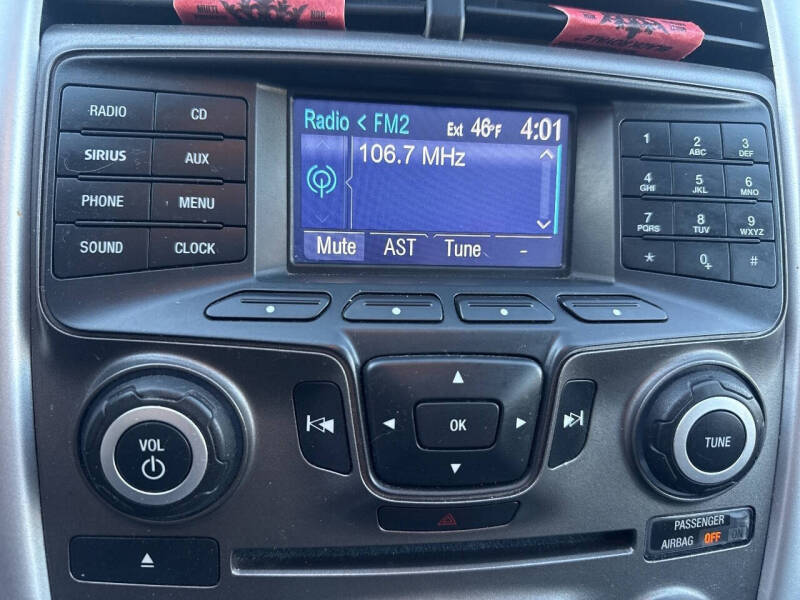 Radio < FM2 Ext 46°F 4:01
106.7 MHz
Mute AST Tune -
RADIO CD
SIRIUS AUX
PHONE MENU
SOUND CLOCK
1 2 ABC 3 DEF
4 GHI 5 JKL 6 MNO
7 PQRS 8 TUV 9 WXYZ
* 0 + #
VOL
OK
TUNE
PASSENGER
AIRBAG OFF ON